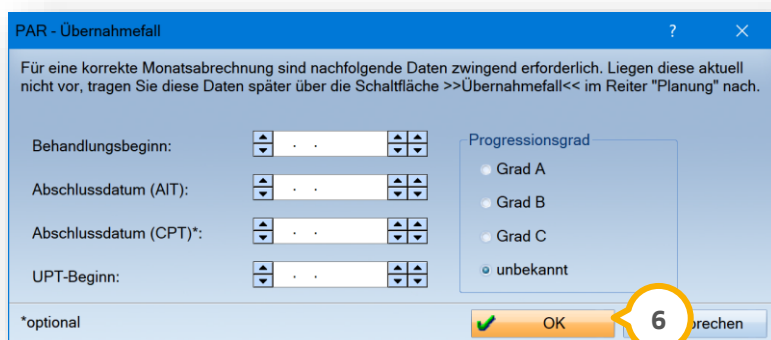 PAR - Übernahmefall ? ×
Für eine korrekte Monatsabrechnung sind nachfolgende Daten zwingend erforderlich. Liegen diese aktuell
nicht vor, tragen Sie diese Daten später über die Schaltfläche >>Übernahmefall<< im Reiter "Planung" nach.
Behandlungsbeginn: . .
Abschlussdatum (AIT): . .
Abschlussdatum (CPT)*: . .
UPT-Beginn: . .
Progressionsgrad
Grad A
Grad B
Grad C
unbekannt
*optional
OK
6
brechen